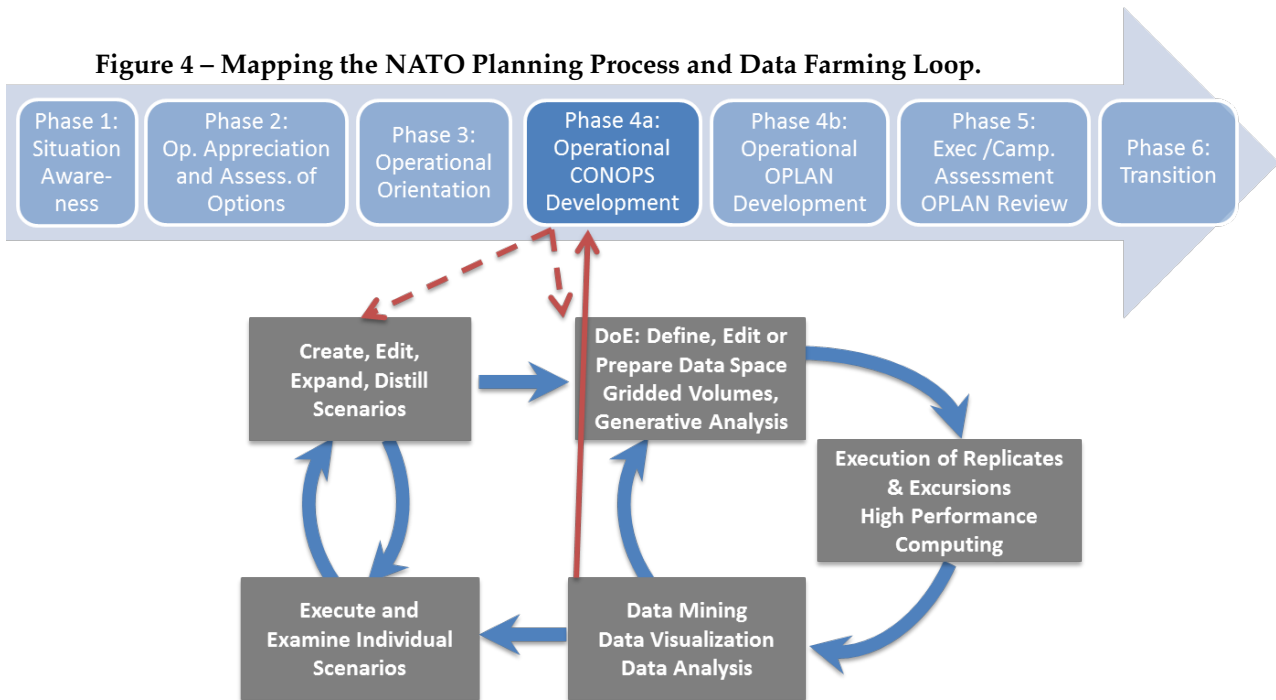 Figure 4 – Mapping the NATO Planning Process and Data Farming Loop.
Phase 1:
Situation
Aware-
ness
Phase 2:
Op. Appreciation
and Assess. of
Options
Phase 3:
Operational
Orientation
Phase 4a:
Operational
CONOPS
Development
Phase 4b:
Operational
OPLAN
Development
Phase 5:
Exec /Camp.
Assessment
OPLAN Review
Phase 6:
Transition
Create, Edit,
Expand, Distill
Scenarios
DoE: Define, Edit or
Prepare Data Space
Gridded Volumes,
Generative Analysis
Execution of Replicates
& Excursions
High Performance
Computing
Execute and
Examine Individual
Scenarios
Data Mining
Data Visualization
Data Analysis